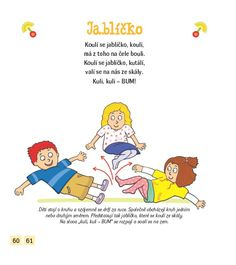 Jablíčko
Koulí se jablíčko, koulí,
má z toho na čele bouli.
Koulí se jablíčko, kutálí,
valí se na nás ze skály.
Kuli, kuli – BUM!
Děti stojí v kruhu a vzájemně se drží za ruce. Společně obcházejí kruh jedním
nebo druhým směrem. Představují tak jablíčko, které se koulí ze skály.
Na slova „kuli, kuli – BUM“ se rozpojí a posadí se na zem.
60 61